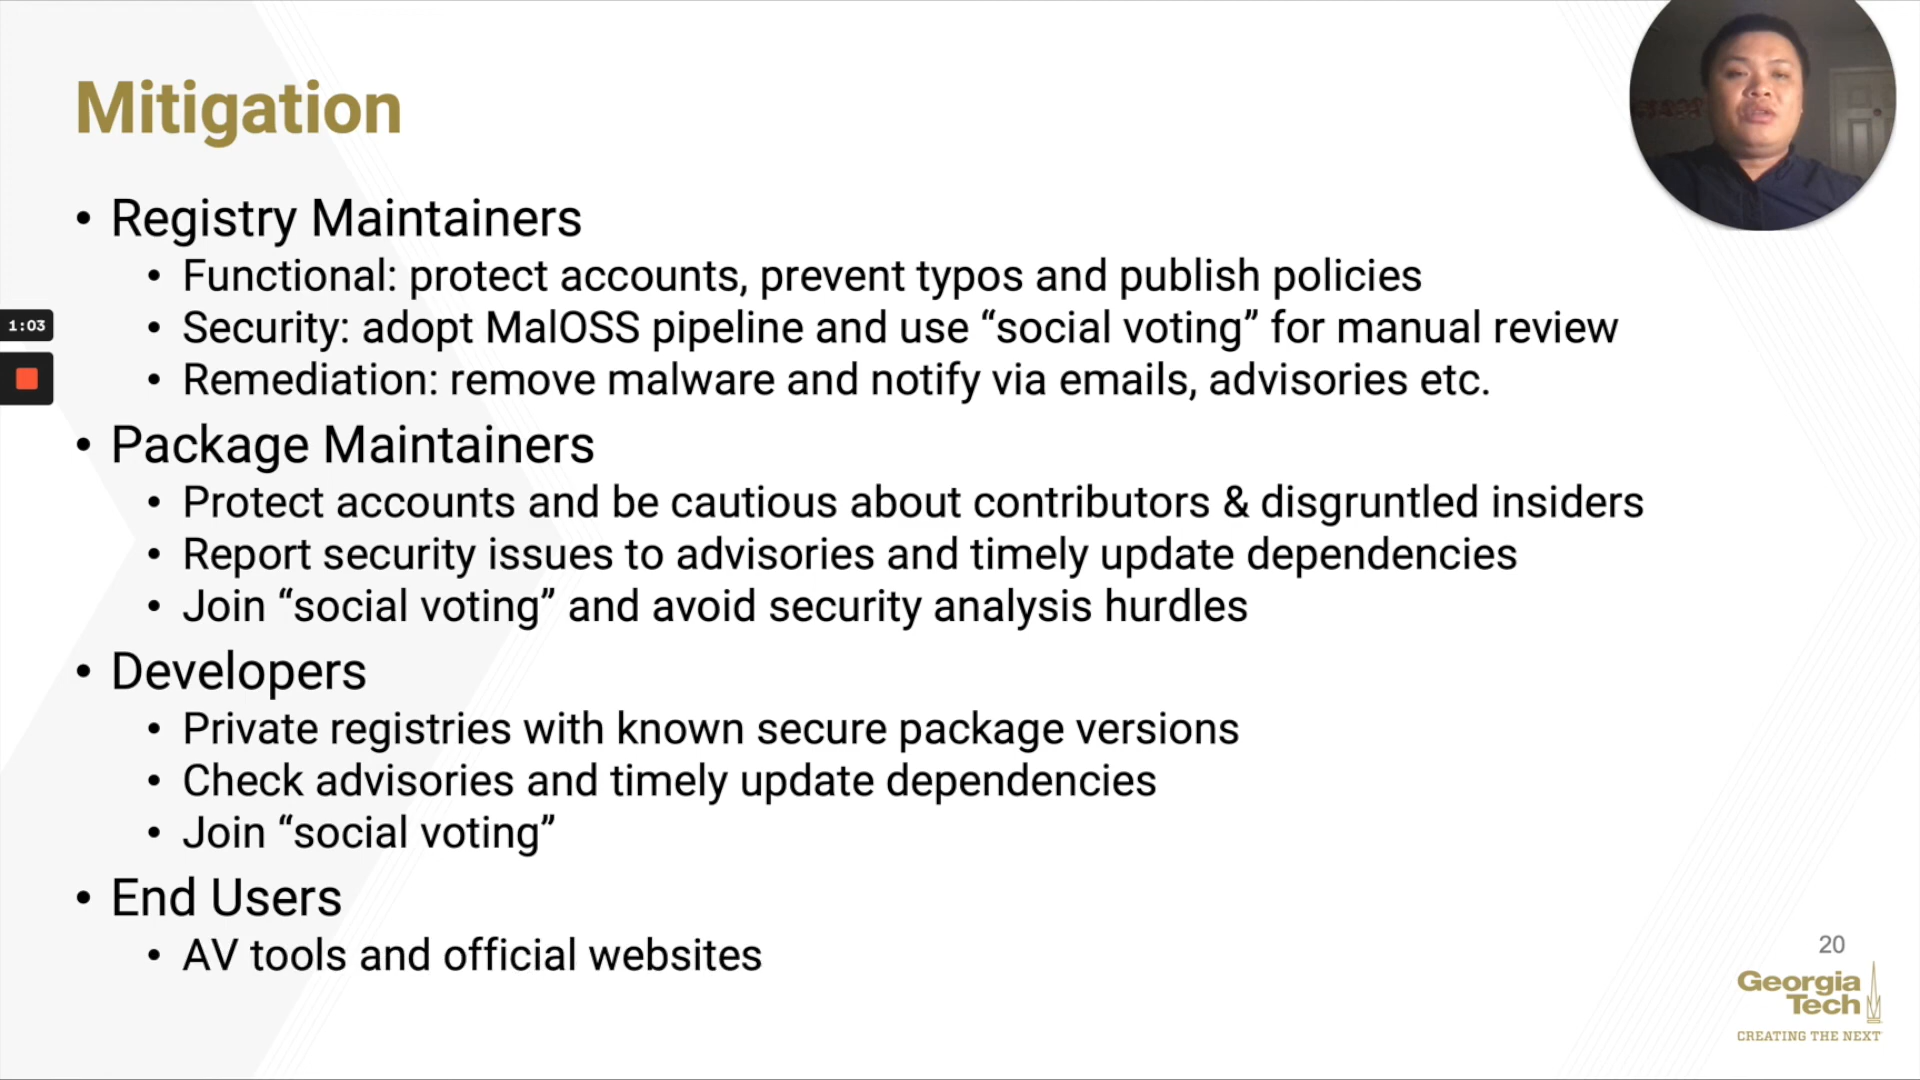 Mitigation
• Registry Maintainers
• Functional: protect accounts, prevent typos and publish policies
• Security: adopt MalOSS pipeline and use “social voting” for manual review
• Remediation: remove malware and notify via emails, advisories etc.
• Package Maintainers
• Protect accounts and be cautious about contributors & disgruntled insiders
• Report security issues to advisories and timely update dependencies
• Join “social voting” and avoid security analysis hurdles
• Developers
• Private registries with known secure package versions
• Check advisories and timely update dependencies
• Join “social voting”
• End Users
• AV tools and official websites
1:03
20
Georgia
Tech
CREATING THE NEXT